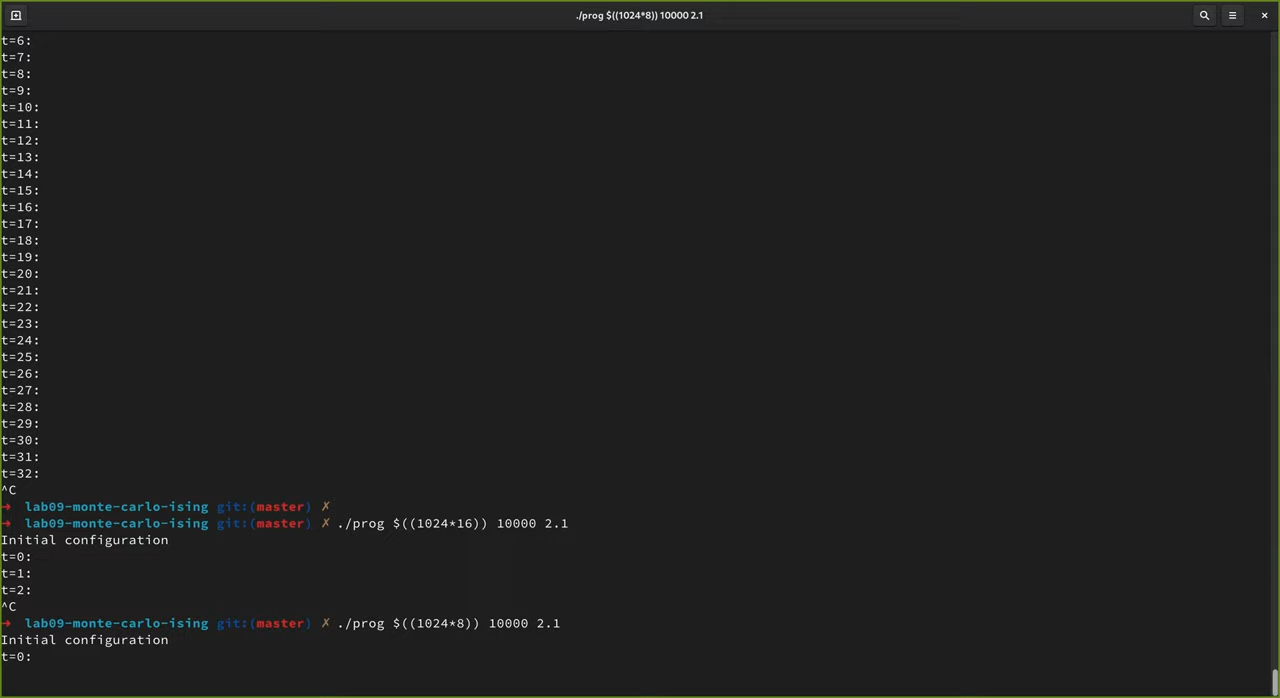 ./prog $((1024*8)) 10000 2.1
t=6:
t=7:
t=8:
t=9:
t=10:
t=11:
t=12:
t=13:
t=14:
t=15:
t=16:
t=17:
t=18:
t=19:
t=20:
t=21:
t=22:
t=23:
t=24:
t=25:
t=26:
t=27:
t=28:
t=29:
t=30:
t=31:
t=32:
^C
➜ lab09-monte-carlo-ising git:(master) ✗
➜ lab09-monte-carlo-ising git:(master) ✗ ./prog $((1024*16)) 10000 2.1
Initial configuration
t=0:
t=1:
t=2:
^C
➜ lab09-monte-carlo-ising git:(master) ✗ ./prog $((1024*8)) 10000 2.1
Initial configuration
t=0: